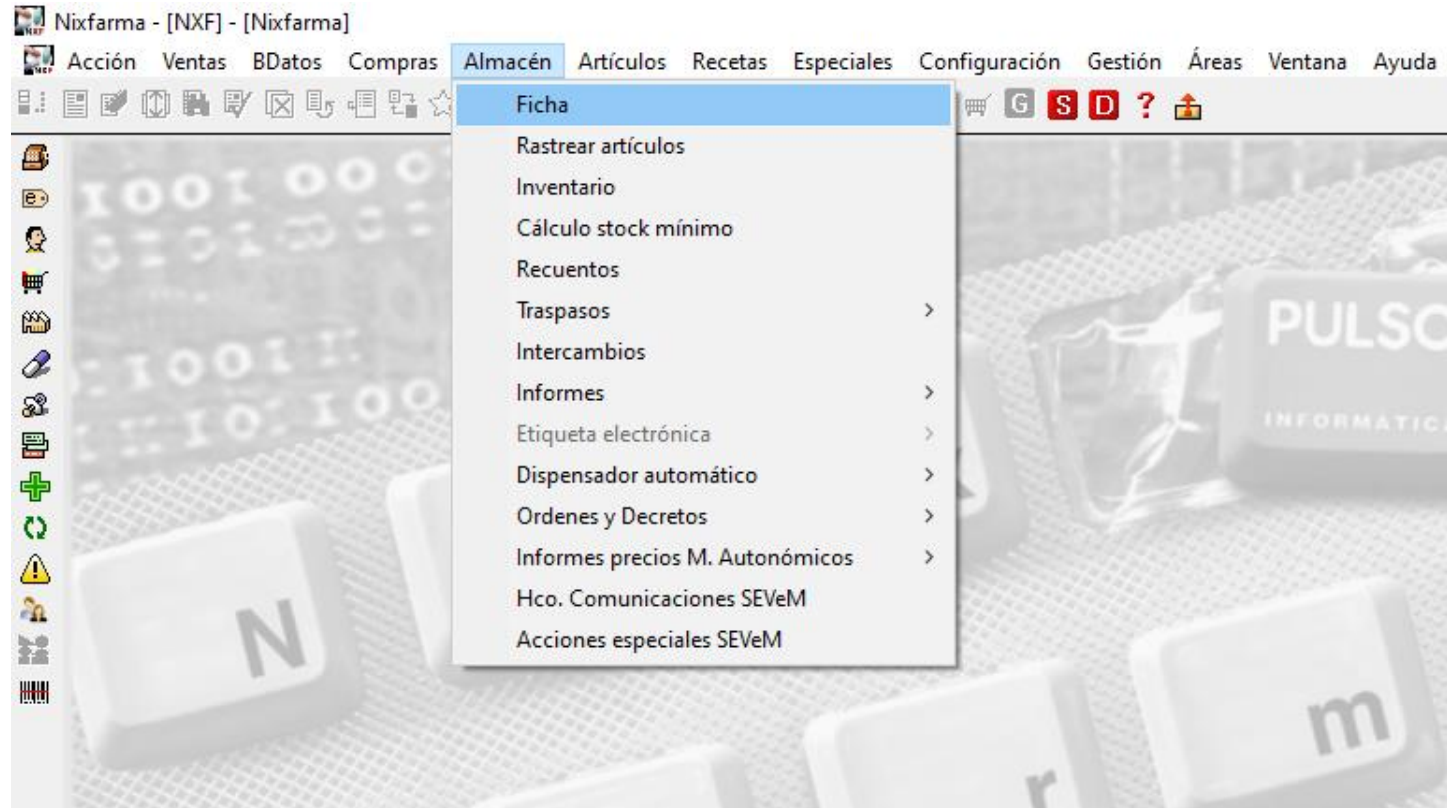 Nixfarma - [NXF] - [Nixfarma]
Acción Ventas BDatos Compras Almacén Artículos Recetas Especiales Configuración Gestión Áreas Ventana Ayuda
G S D ?
Ficha
Rastrear artículos
Inventario
Cálculo stock mínimo
Recuentos
Traspasos
Intercambios
Informes
Etiqueta electrónica
Dispensador automático
Ordenes y Decretos
Informes precios M. Autonómicos
Hco. Comunicaciones SEVeM
Acciones especiales SEVeM
PULSO
INFORMATICA
N
r
m